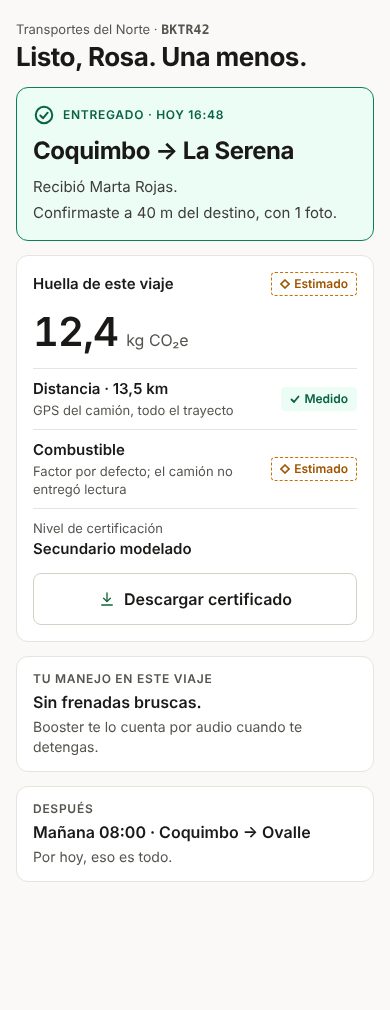 Transportes del Norte · BKTR42
Listo, Rosa. Una menos.
ENTREGADO · HOY 16:48
Coquimbo → La Serena
Recibió Marta Rojas.
Confirmaste a 40 m del destino, con 1 foto.
Huella de este viaje
Estimado
12,4 kg CO₂e
Distancia · 13,5 km
GPS del camión, todo el trayecto
Medido
Combustible
Factor por defecto; el camión no
entregó lectura
Estimado
Nivel de certificación
Secundario modelado
Descargar certificado
TU MANEJO EN ESTE VIAJE
Sin frenadas bruscas.
Booster te lo cuenta por audio cuando te
detengas.
DESPUÉS
Mañana 08:00 · Coquimbo → Ovalle
Por hoy, eso es todo.